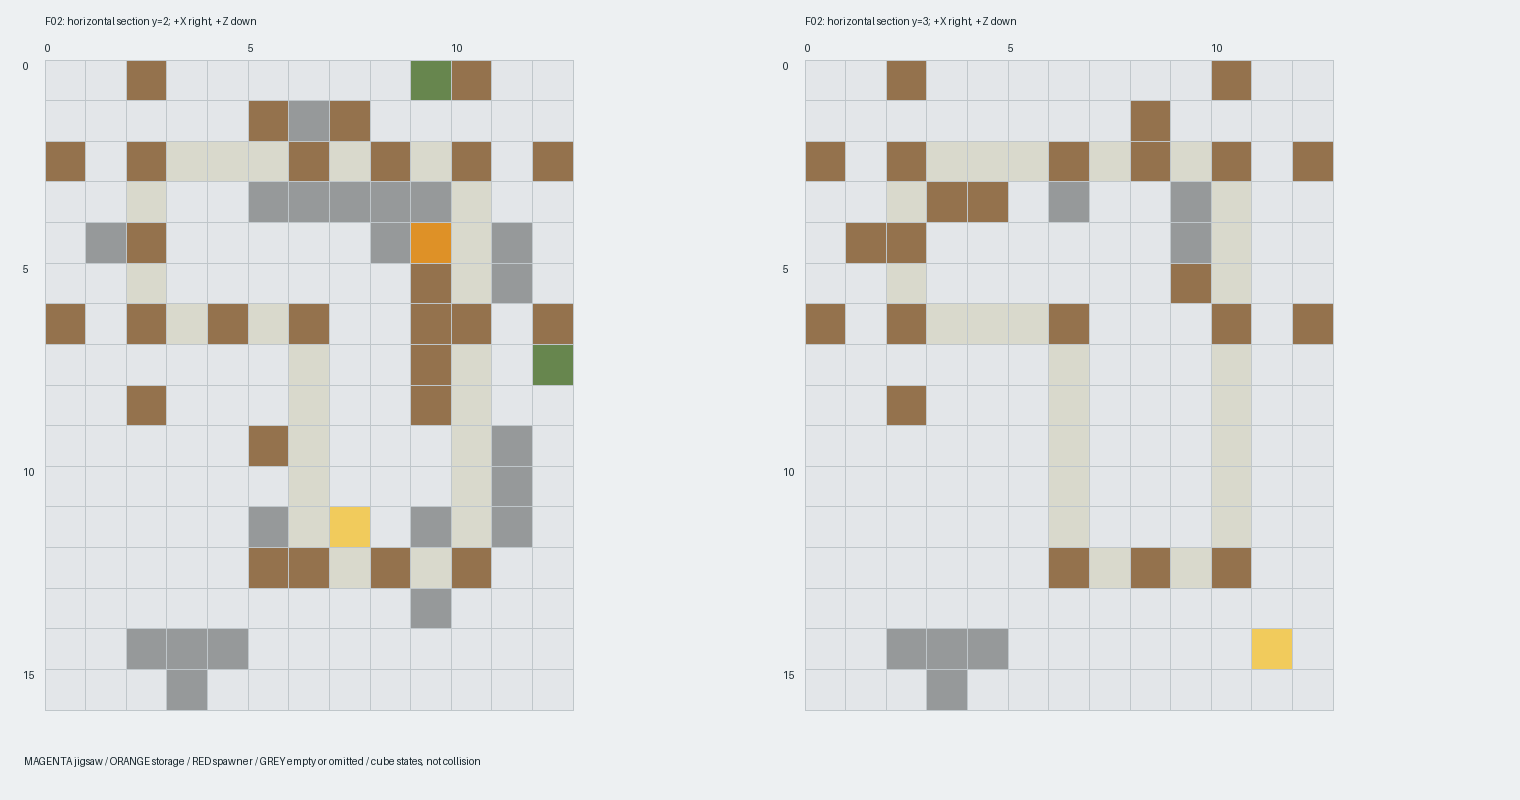 F02: horizontal section y=2; +X right, +Z down
F02: horizontal section y=3; +X right, +Z down
0 5 10
0 5 10
0
0
5
5
10
10
15
15
MAGENTA jigsaw / ORANGE storage / RED spawner / GREY empty or omitted / cube states, not collision